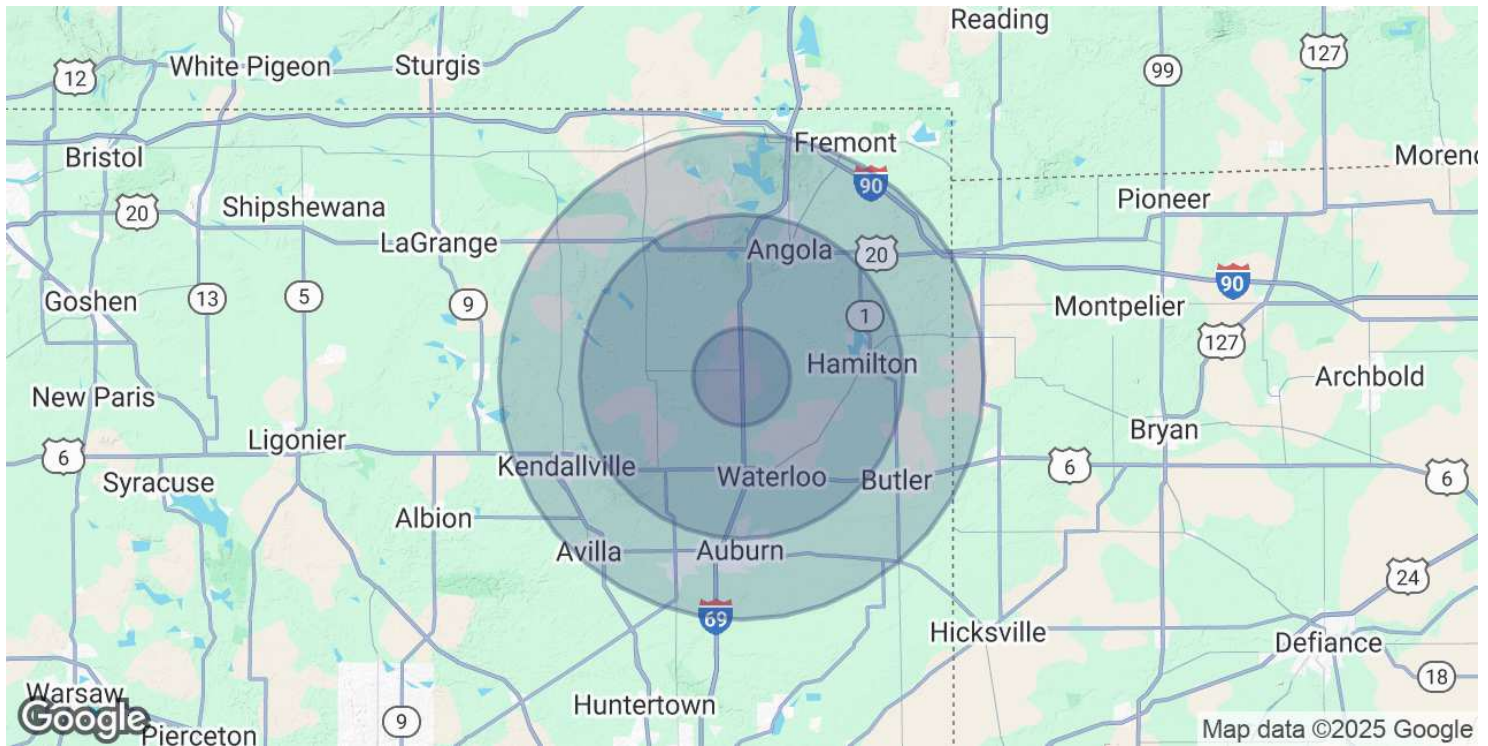 Reading
12
White Pigeon
Sturgis
99
127
Bristol
Fremont
90
20
Shipshewana
Pioneer
LaGrange
Angola
20
Goshen
13
5
9
1
Montpelier
90
127
Hamilton
Archbold
New Paris
Ligonier
Bryan
6
Kendallville
Waterloo
Butler
6
6
Syracuse
Albion
Avilla
Auburn
24
69
Hicksville
Defiance
18
Warsaw
Huntertown
9
Google
Pierceton
Map data ©2025 Google